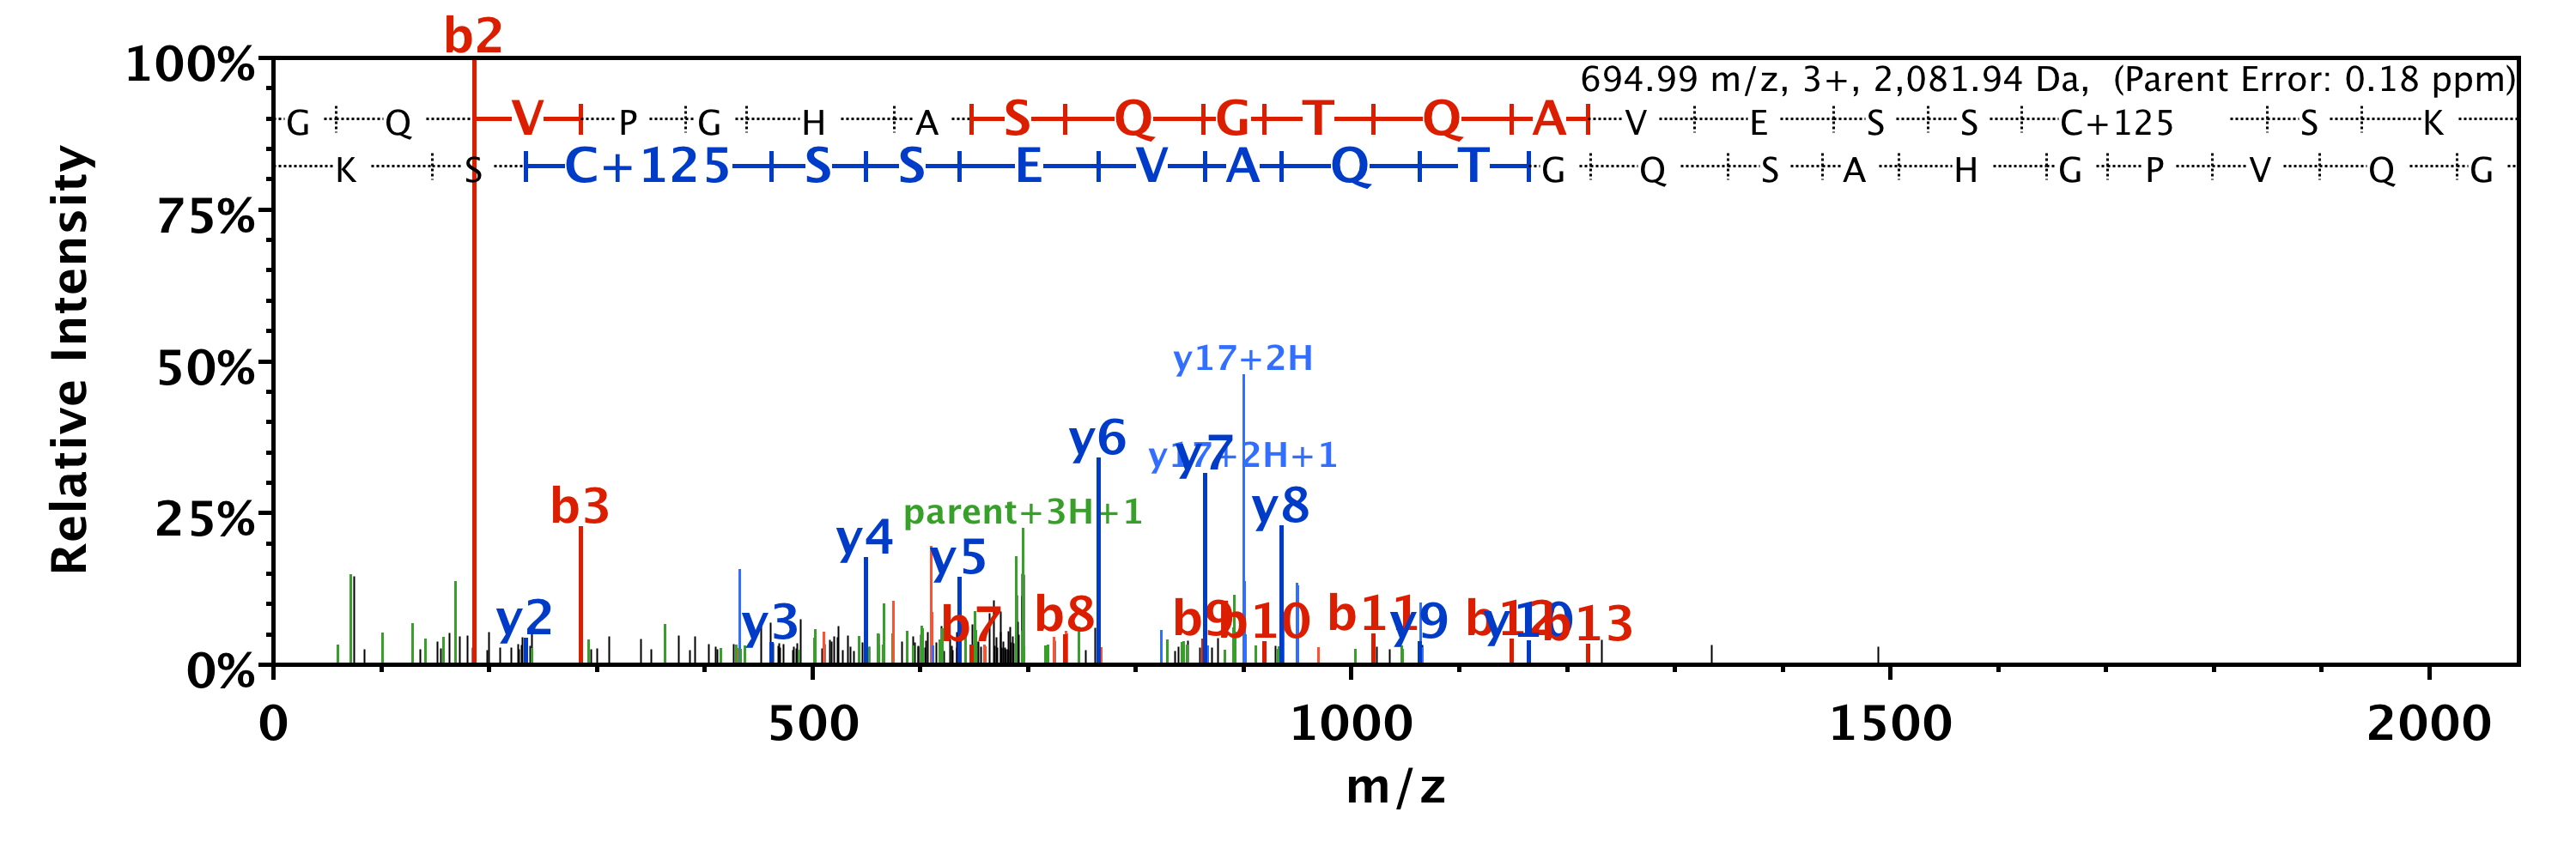 b2
100%
694.99 m/z, 3+, 2,081.94 Da, (Parent Error: 0.18 ppm)
G Q V P G H A S Q G T Q A V E S S C+125 S K
K S C+125 S S E V A Q T G Q S A H G P V Q G
75%
Relative Intensity
50%
y17+2H
y6
y17+2H+1
y7
25%
b3
parent+3H+1
y8
y4
y5
y2
y3
b7
b8
b9
b10
b11
y9
b12
y10
b13
0%
0 500 1000 1500 2000
m/z